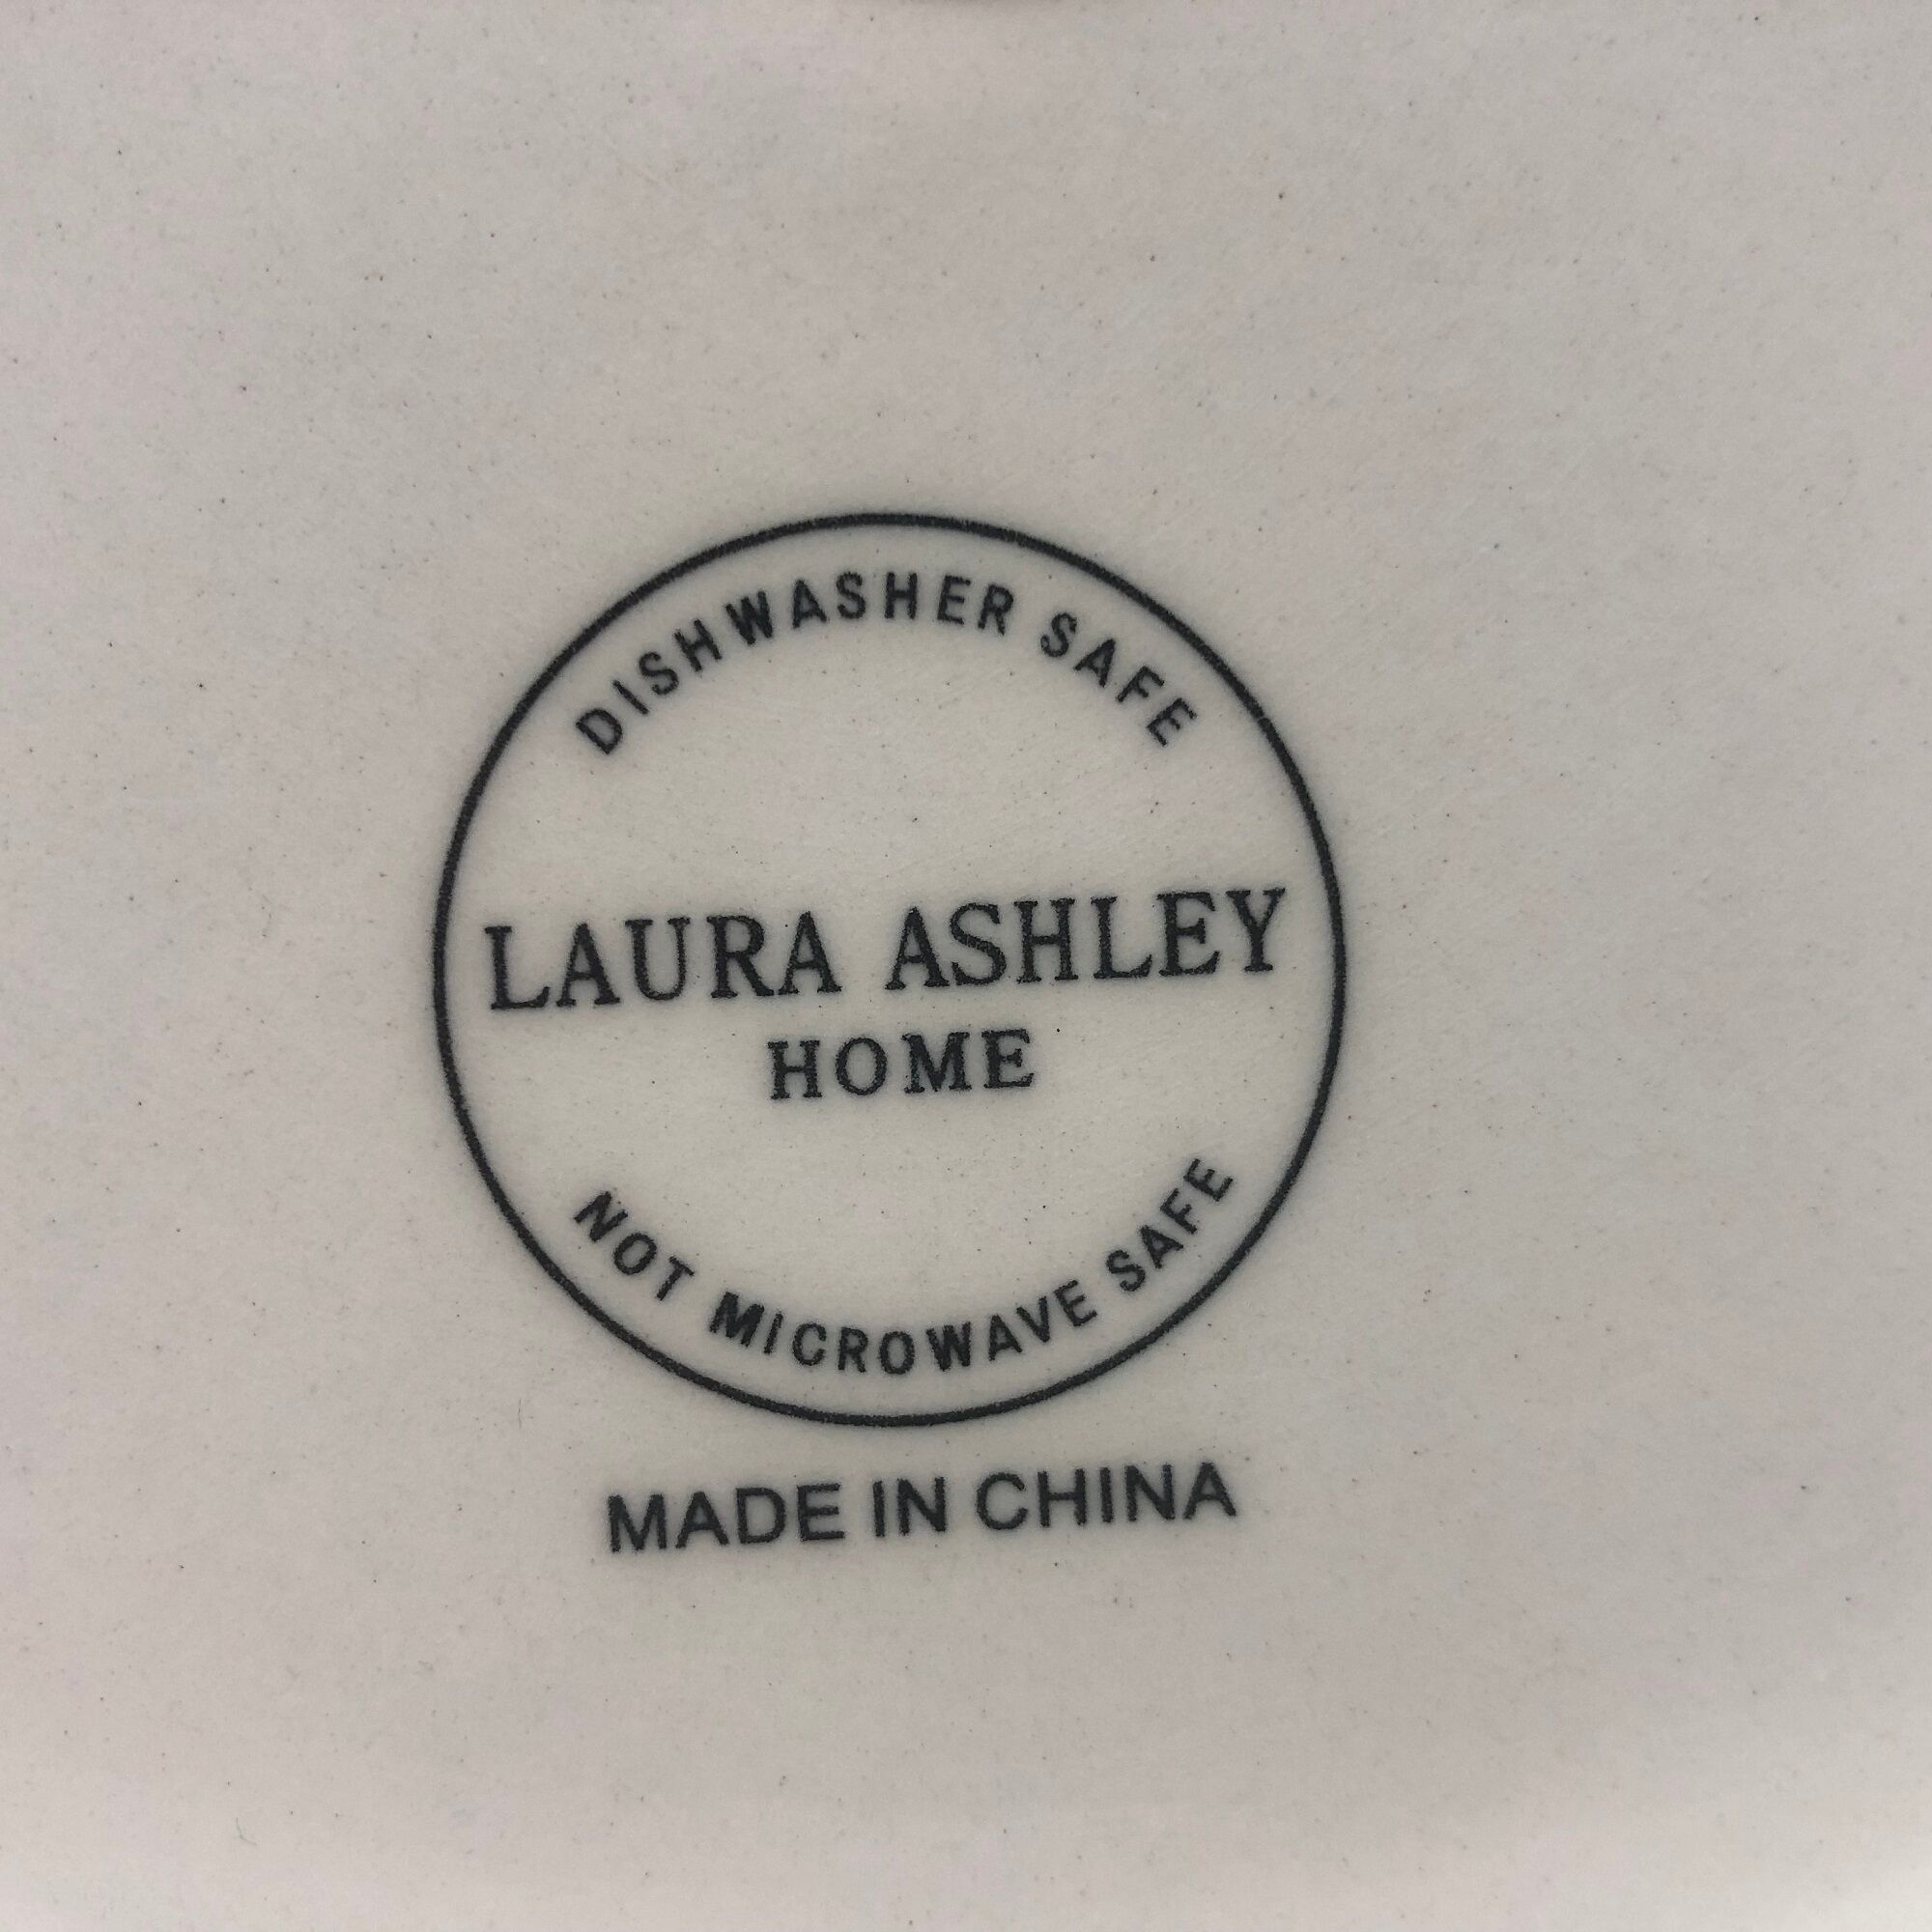 DISHWASHER SAFE
LAURA ASHLEY
HOME
NOT MICROWAVE SAFE
MADE IN CHINA